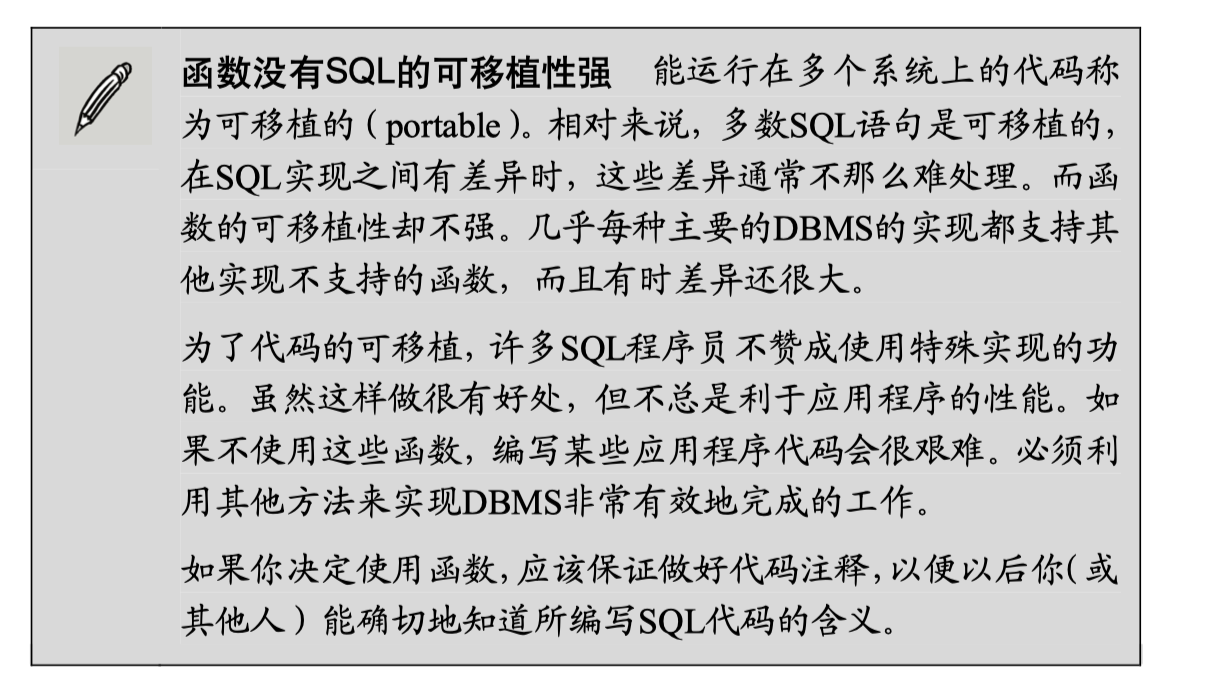 函数没有SQL的可移植性强　能运行在多个系统上的代码称
为可移植的（portable）。相对来说，多数SQL语句是可移植的，
在SQL实现之间有差异时，这些差异通常不那么难处理。而函
数的可移植性却不强。几乎每种主要的DBMS的实现都支持其
他实现不支持的函数，而且有时差异还很大。
为了代码的可移植，许多SQL程序员不赞成使用特殊实现的功
能。虽然这样做很有好处，但不总是利于应用程序的性能。如
果不使用这些函数，编写某些应用程序代码会很艰难。必须利
用其他方法来实现DBMS非常有效地完成的工作。
如果你决定使用函数，应该保证做好代码注释，以便以后你（或
其他人）能确切地知道所编写SQL代码的含义。